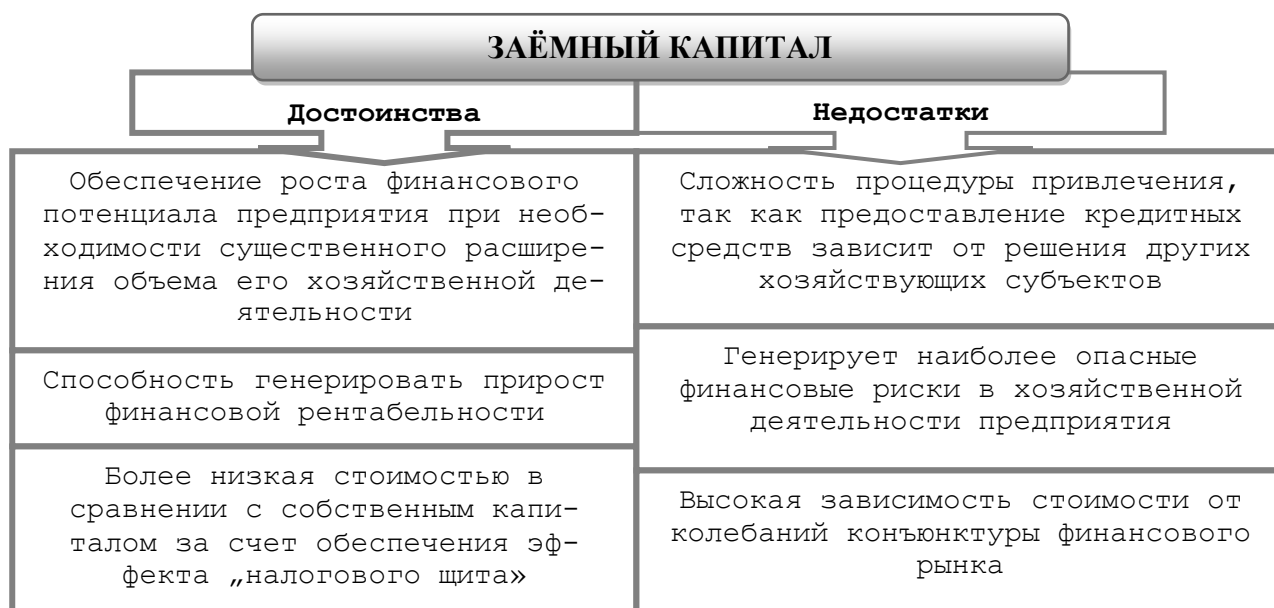 ЗАЁМНЫЙ КАПИТАЛ
Достоинства
Обеспечение роста финансового
потенциала предприятия при необ-
ходимости существенного расшире-
ния объема его хозяйственной де-
ятельности
Способность генерировать прирост
финансовой рентабельности
Более низкая стоимостью в
сравнении с собственным капи-
талом за счет обеспечения эф-
фекта „налогового щита»
Недостатки
Сложность процедуры привлечения,
так как предоставление кредитных
средств зависит от решения других
хозяйствующих субъектов
Генерирует наиболее опасные
финансовые риски в хозяйственной
деятельности предприятия
Высокая зависимость стоимости от
колебаний конъюнктуры финансового
рынка